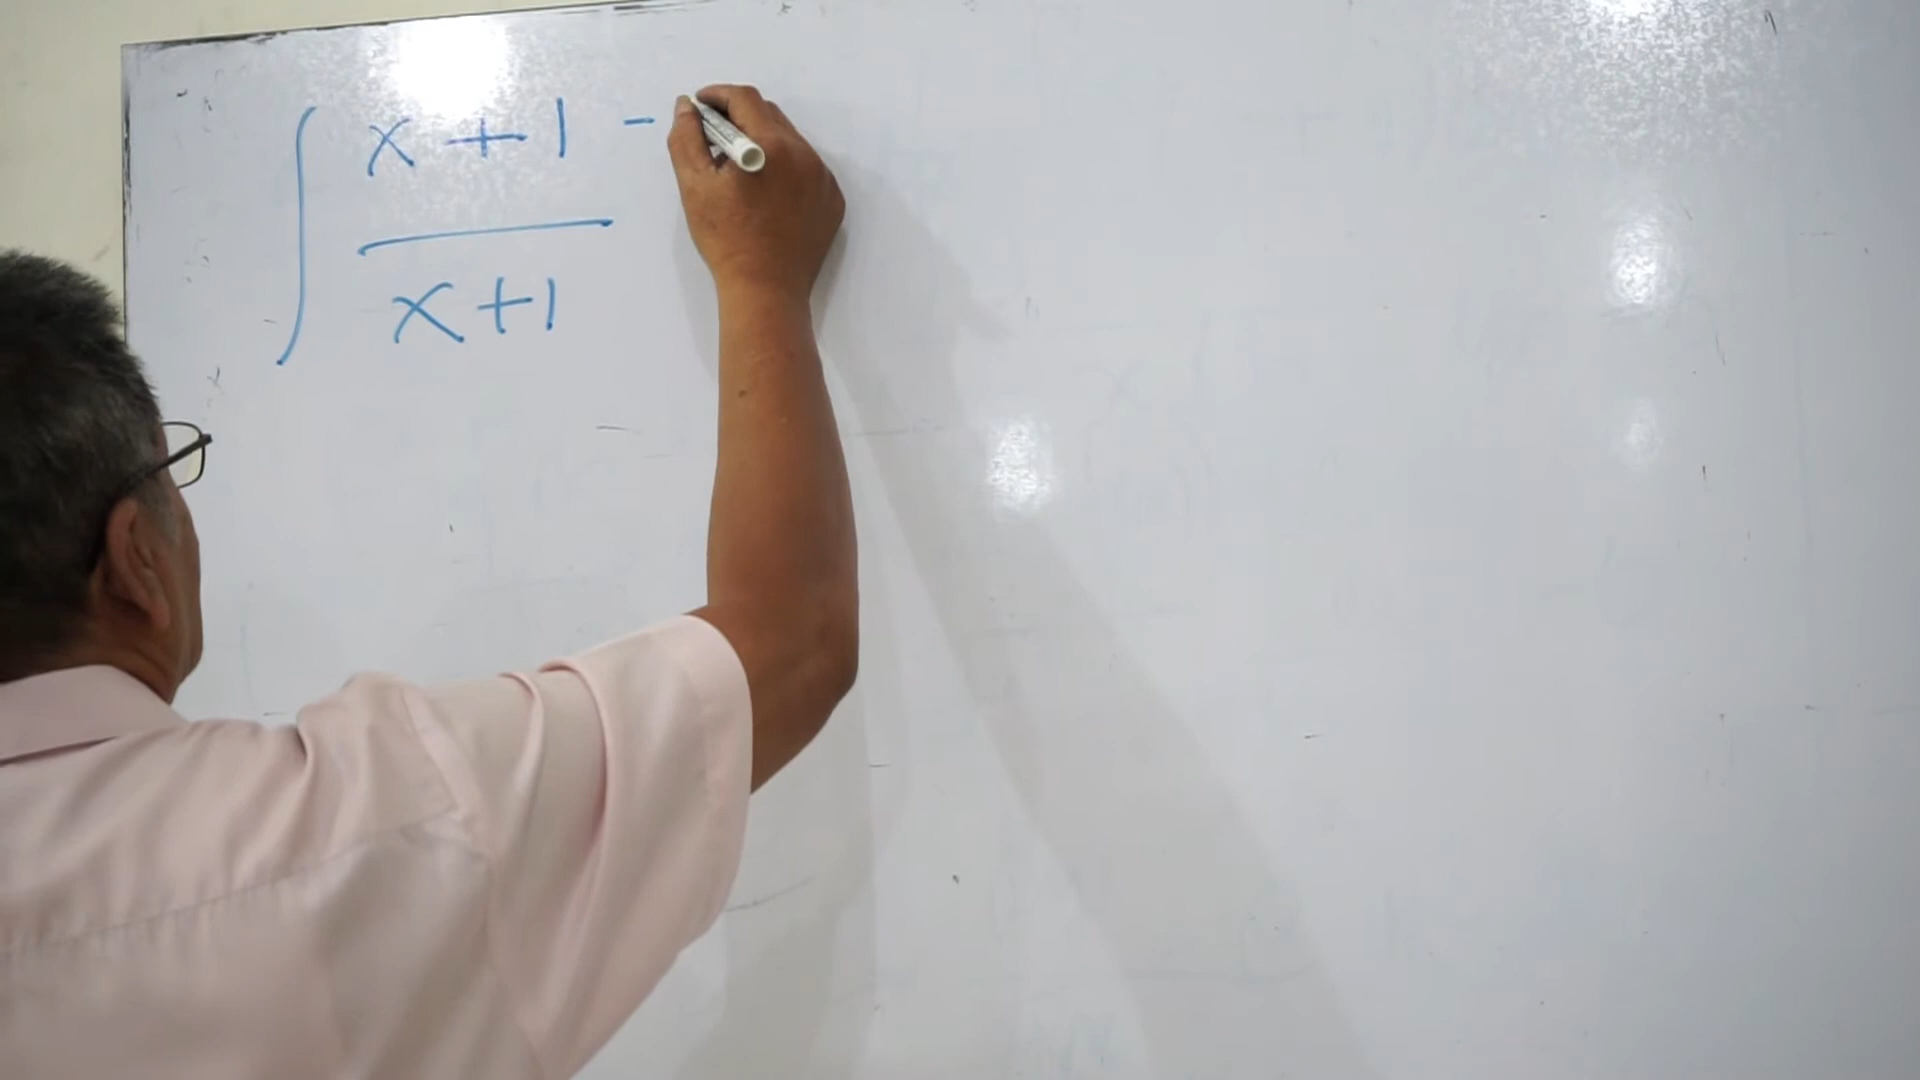 ∫ x + 1 -
x + 1